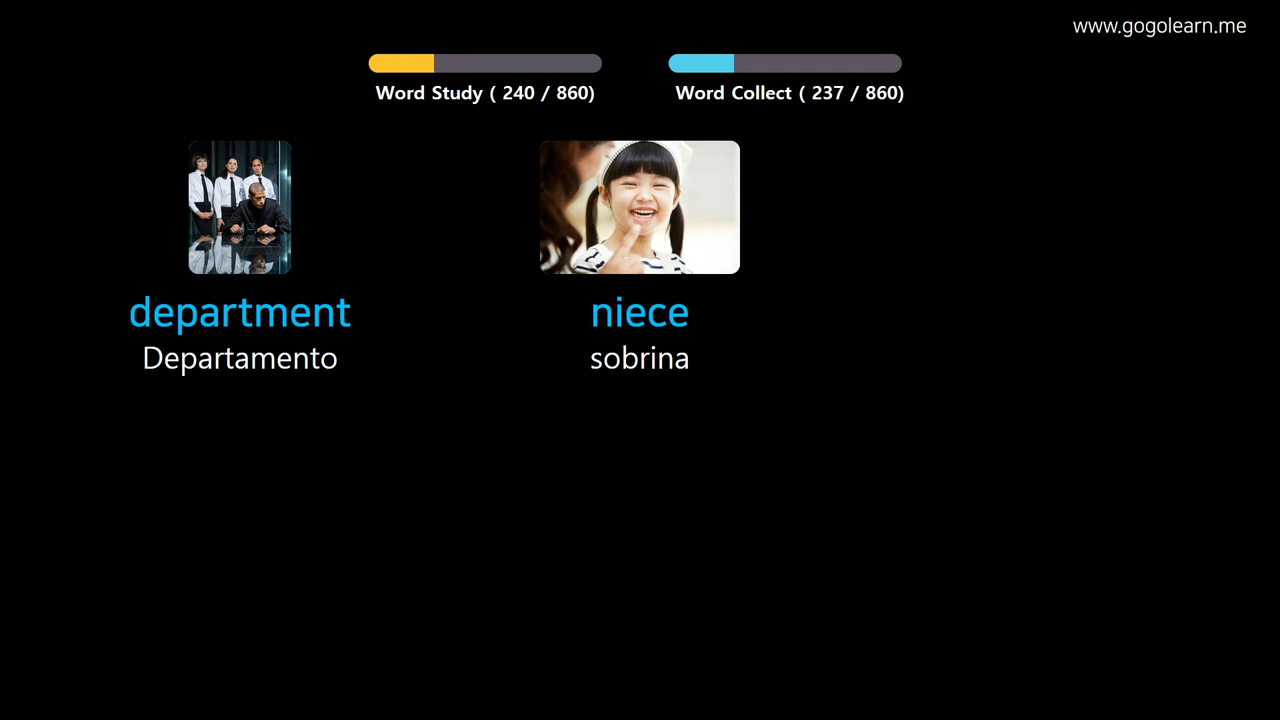 www.gogolearn.me
Word Study ( 240 / 860)
Word Collect ( 237 / 860)
department
Departamento
niece
sobrina